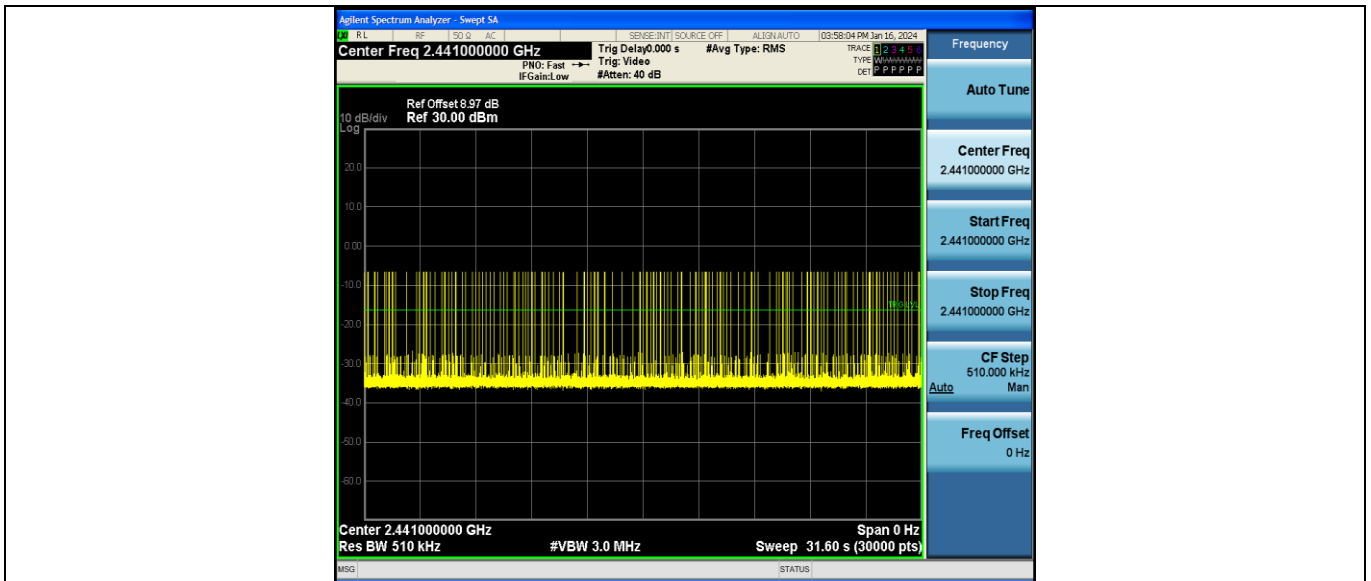 Agilent Spectrum Analyzer - Swept SA
RL RF 50 Ω AC SENSE:INT SOURCE OFF ALIGNAUTO 03:58:04 PM Jan 16, 2024
Center Freq 2.441000000 GHz
PNO: Fast
IFGain:Low
Trig Delay0.000 s
Trig: Video
#Atten: 40 dB
#Avg Type: RMS
TRACE 1 2 3 4 5 6
TYPE
DET P P P P P P
Ref Offset 8.97 dB
10 dB/div Ref 30.00 dBm
Log
20.0
10.0
0.00
-10.0
-20.0
-30.0
-40.0
-50.0
-60.0
Center 2.441000000 GHz Span 0 Hz
Res BW 510 kHz #VBW 3.0 MHz Sweep 31.60 s (30000 pts)
MSG STATUS
Frequency
Auto Tune
Center Freq
2.441000000 GHz
Start Freq
2.441000000 GHz
Stop Freq
2.441000000 GHz
CF Step
510.000 kHz
Auto Man
Freq Offset
0 Hz